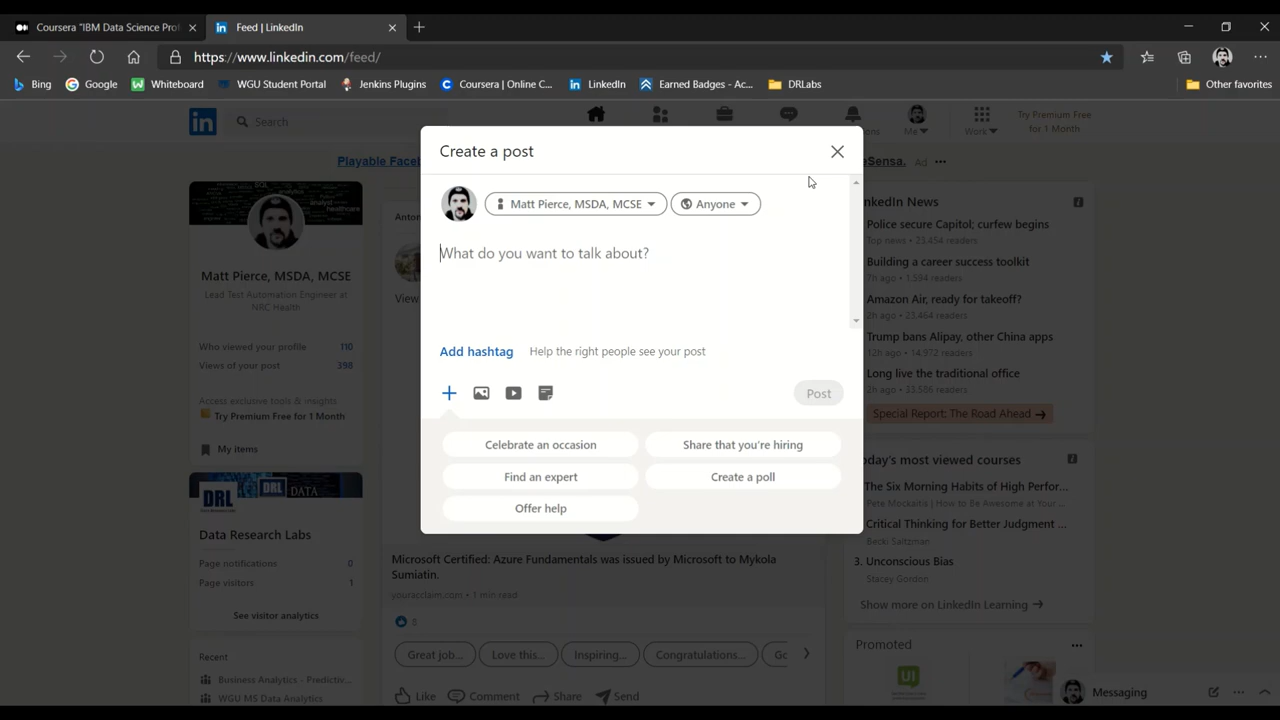 Coursera "IBM Data Science Pro
Feed | LinkedIn
https://www.linkedin.com/feed/
Bing
Google
Whiteboard
WGU Student Portal
Jenkins Plugins
Coursera | Online C...
LinkedIn
Earned Badges - Ac...
DRLabs
Other favorites
Search
Me
Work
Try Premium Free
for 1 Month
Playable Faceb
eSensa.
Ad
Create a post
Matt Pierce, MSDA, MCSE
Anyone
What do you want to talk about?
Add hashtag
Help the right people see your post
Post
Celebrate an occasion
Share that you're hiring
Find an expert
Create a poll
Offer help
Matt Pierce, MSDA, MCSE
Lead Test Automation Engineer at
NRC Health
Who viewed your profile
110
Views of your post
398
Access exclusive tools & insights
Try Premium Free for 1 Month
My items
DRL
DRL
DATA
Data Research Labs
Page notifications
0
Page visitors
1
See visitor analytics
Recent
Business Analytics - Predictiv...
WGU MS Data Analytics
Anton
View
Microsoft Certified: Azure Fundamentals was issued by Microsoft to Mykola
Sumiatin.
youracclaim.com • 1 min read
8
Great job...
Love this...
Inspiring...
Congratulations...
Go
Like
Comment
Share
Send
inkedIn News
Police secure Capitol; curfew begins
Top news • 23,454 readers
Building a career success toolkit
7h ago • 1,594 readers
Amazon Air, ready for takeoff?
2h ago • 23,464 readers
Trump bans Alipay, other China apps
12h ago • 14,972 readers
Long live the traditional office
2h ago • 33,586 readers
Special Report: The Road Ahead →
oday's most viewed courses
The Six Morning Habits of High Perfor...
Pete Mockaitis | How to Be Awesome at Your ...
Critical Thinking for Better Judgment ...
Becki Saltzman
3. Unconscious Bias
Stacey Gordon
Show more on LinkedIn Learning →
Promoted
UI
Messaging